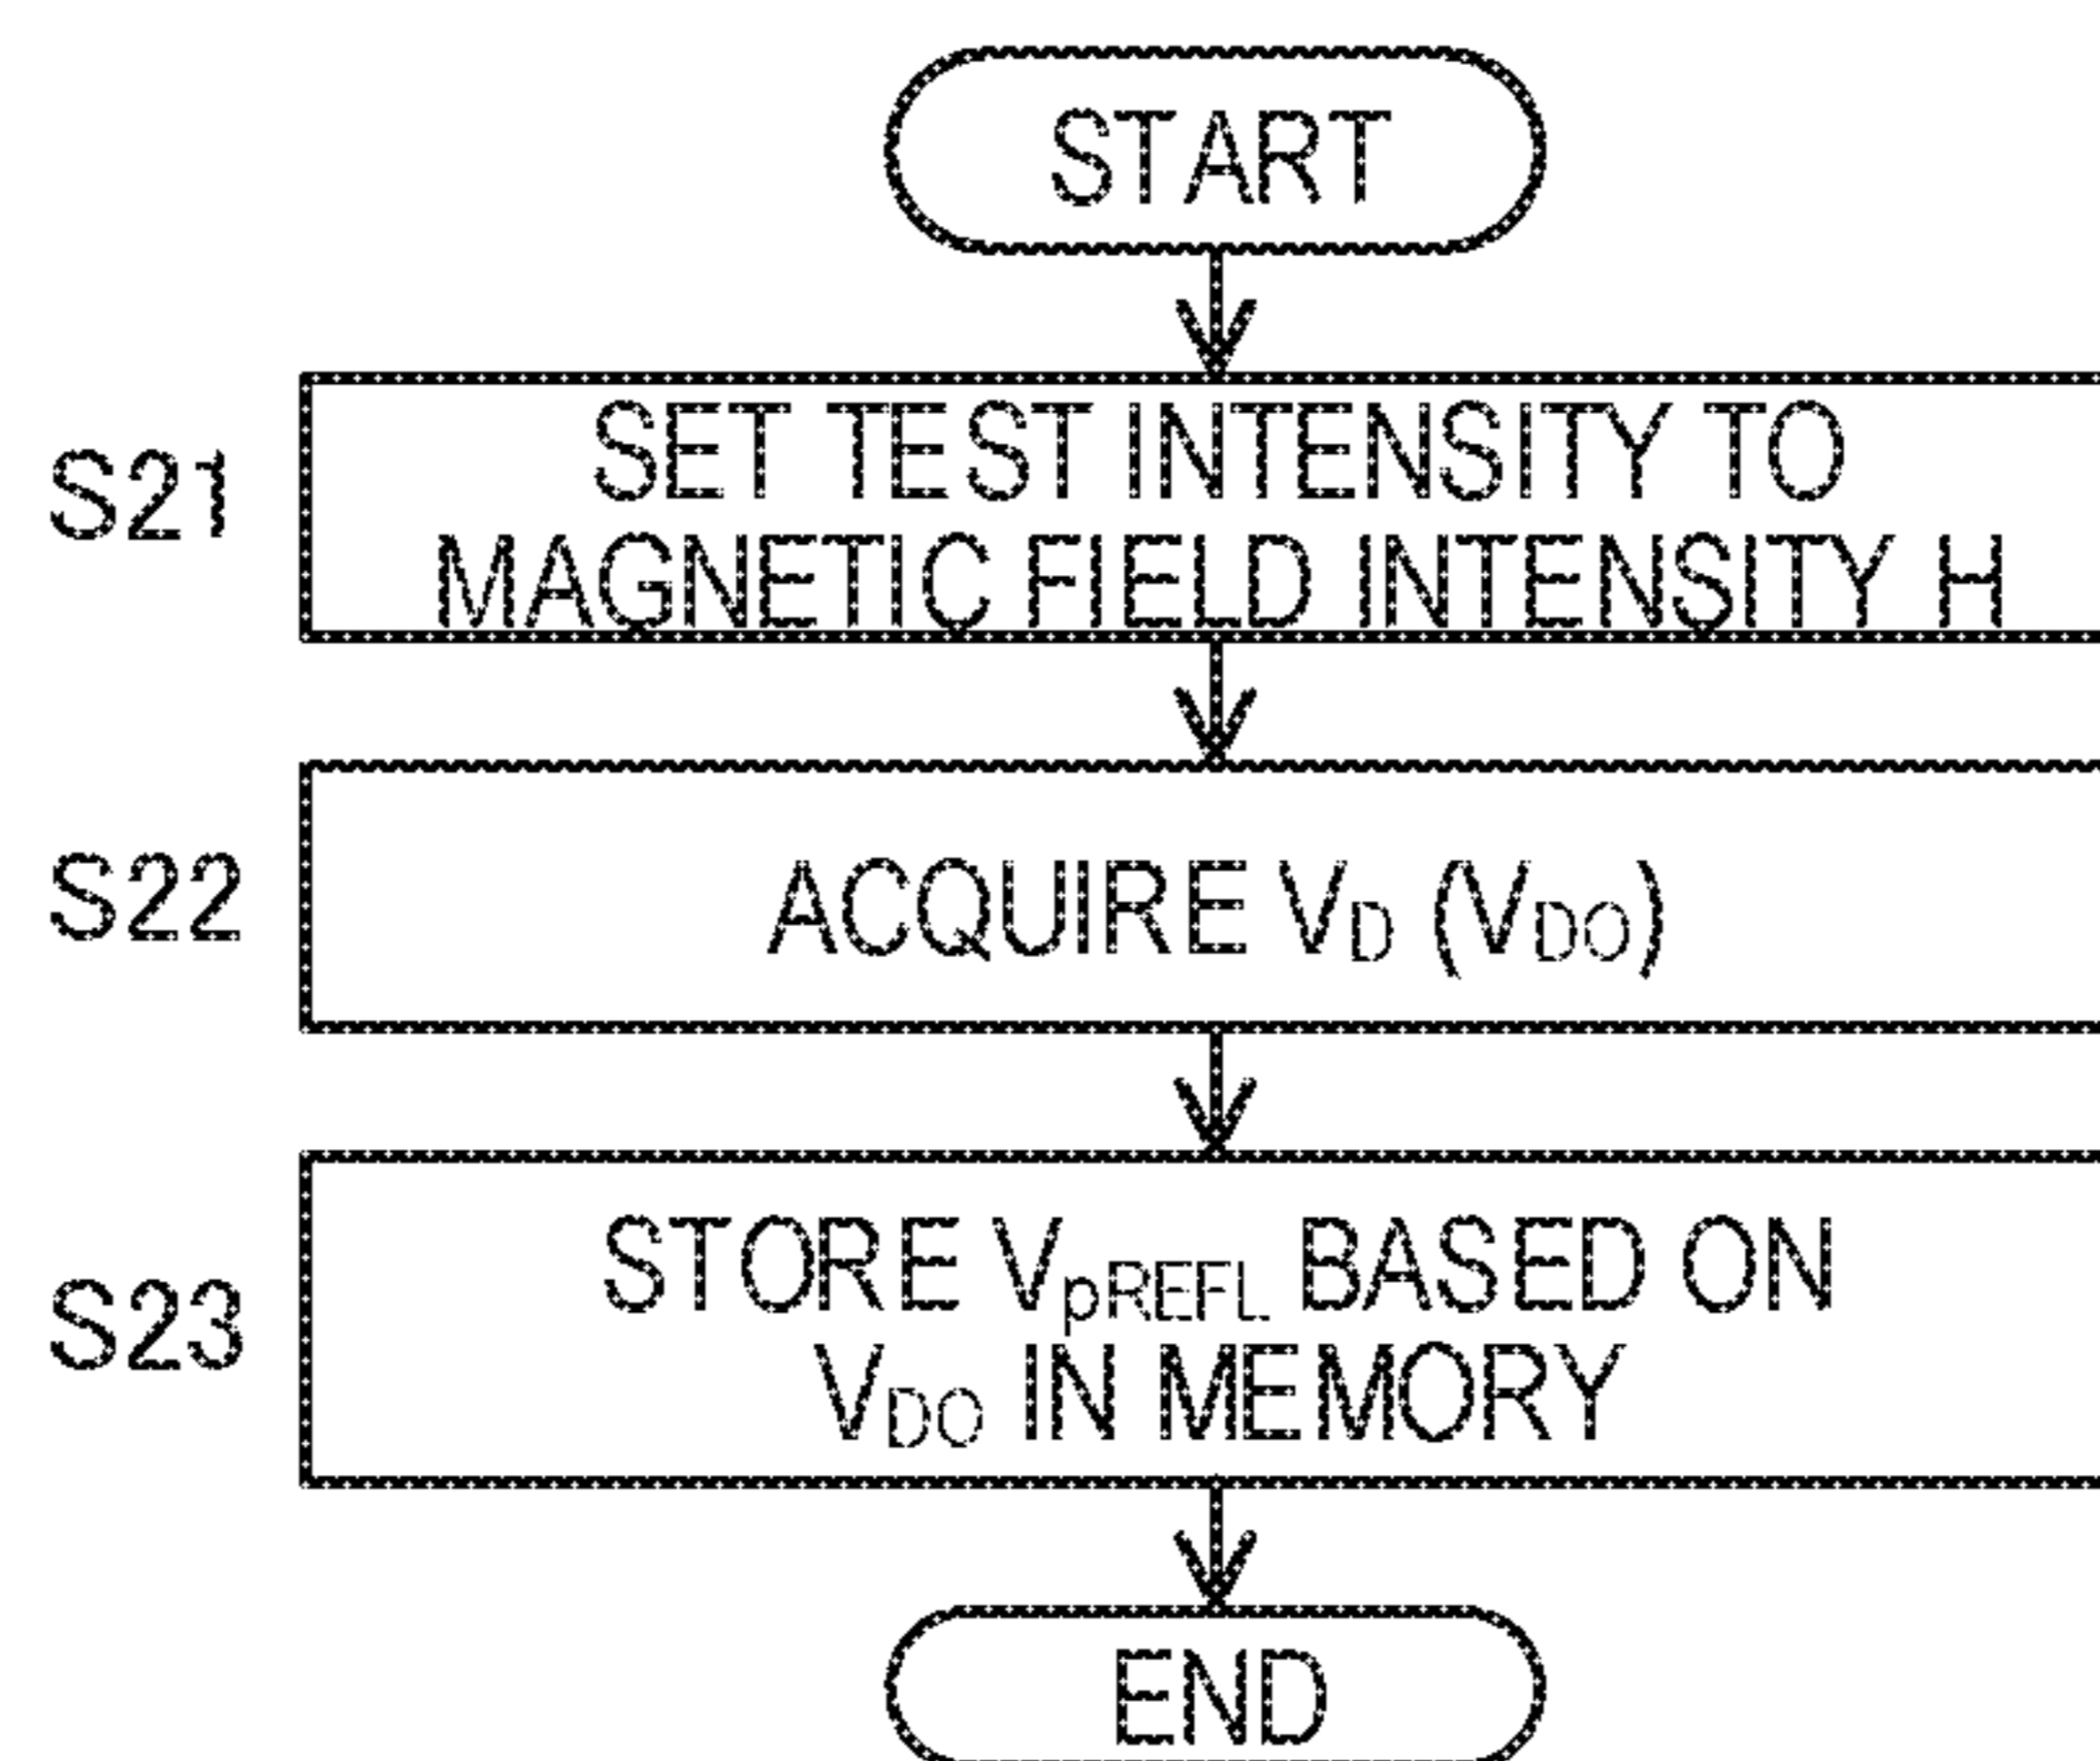 START
S21
SET TEST INTENSITY TO
MAGNETIC FIELD INTENSITY H
S22
ACQUIRE VD (VDO)
S23
STORE VpREFL BASED ON
VDO IN MEMORY
END